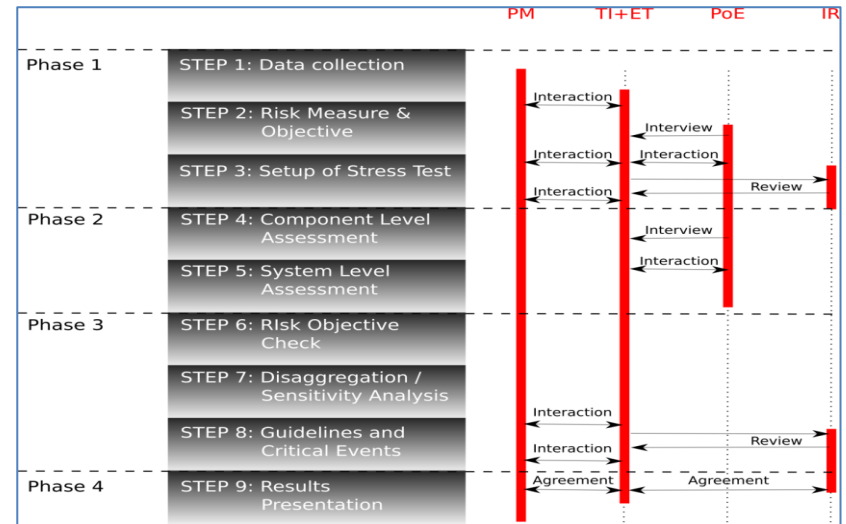 PM TI+ET PoE IR
Phase 1
STEP 1: Data collection
Interaction
STEP 2: Risk Measure &
Objective
Interview
Interaction Interaction
STEP 3: Setup of Stress Test
Review
Interaction
Phase 2
STEP 4: Component Level
Assessment
Interview
STEP 5: System Level
Assessment
Interaction
Phase 3
STEP 6: RIsk Objective
Check
STEP 7: Disaggregation /
Sensitivity Analysis
Interaction
STEP 8: Guidelines and
Critical Events
Review
Interaction
Phase 4
STEP 9: Results
Presentation
Agreement Agreement